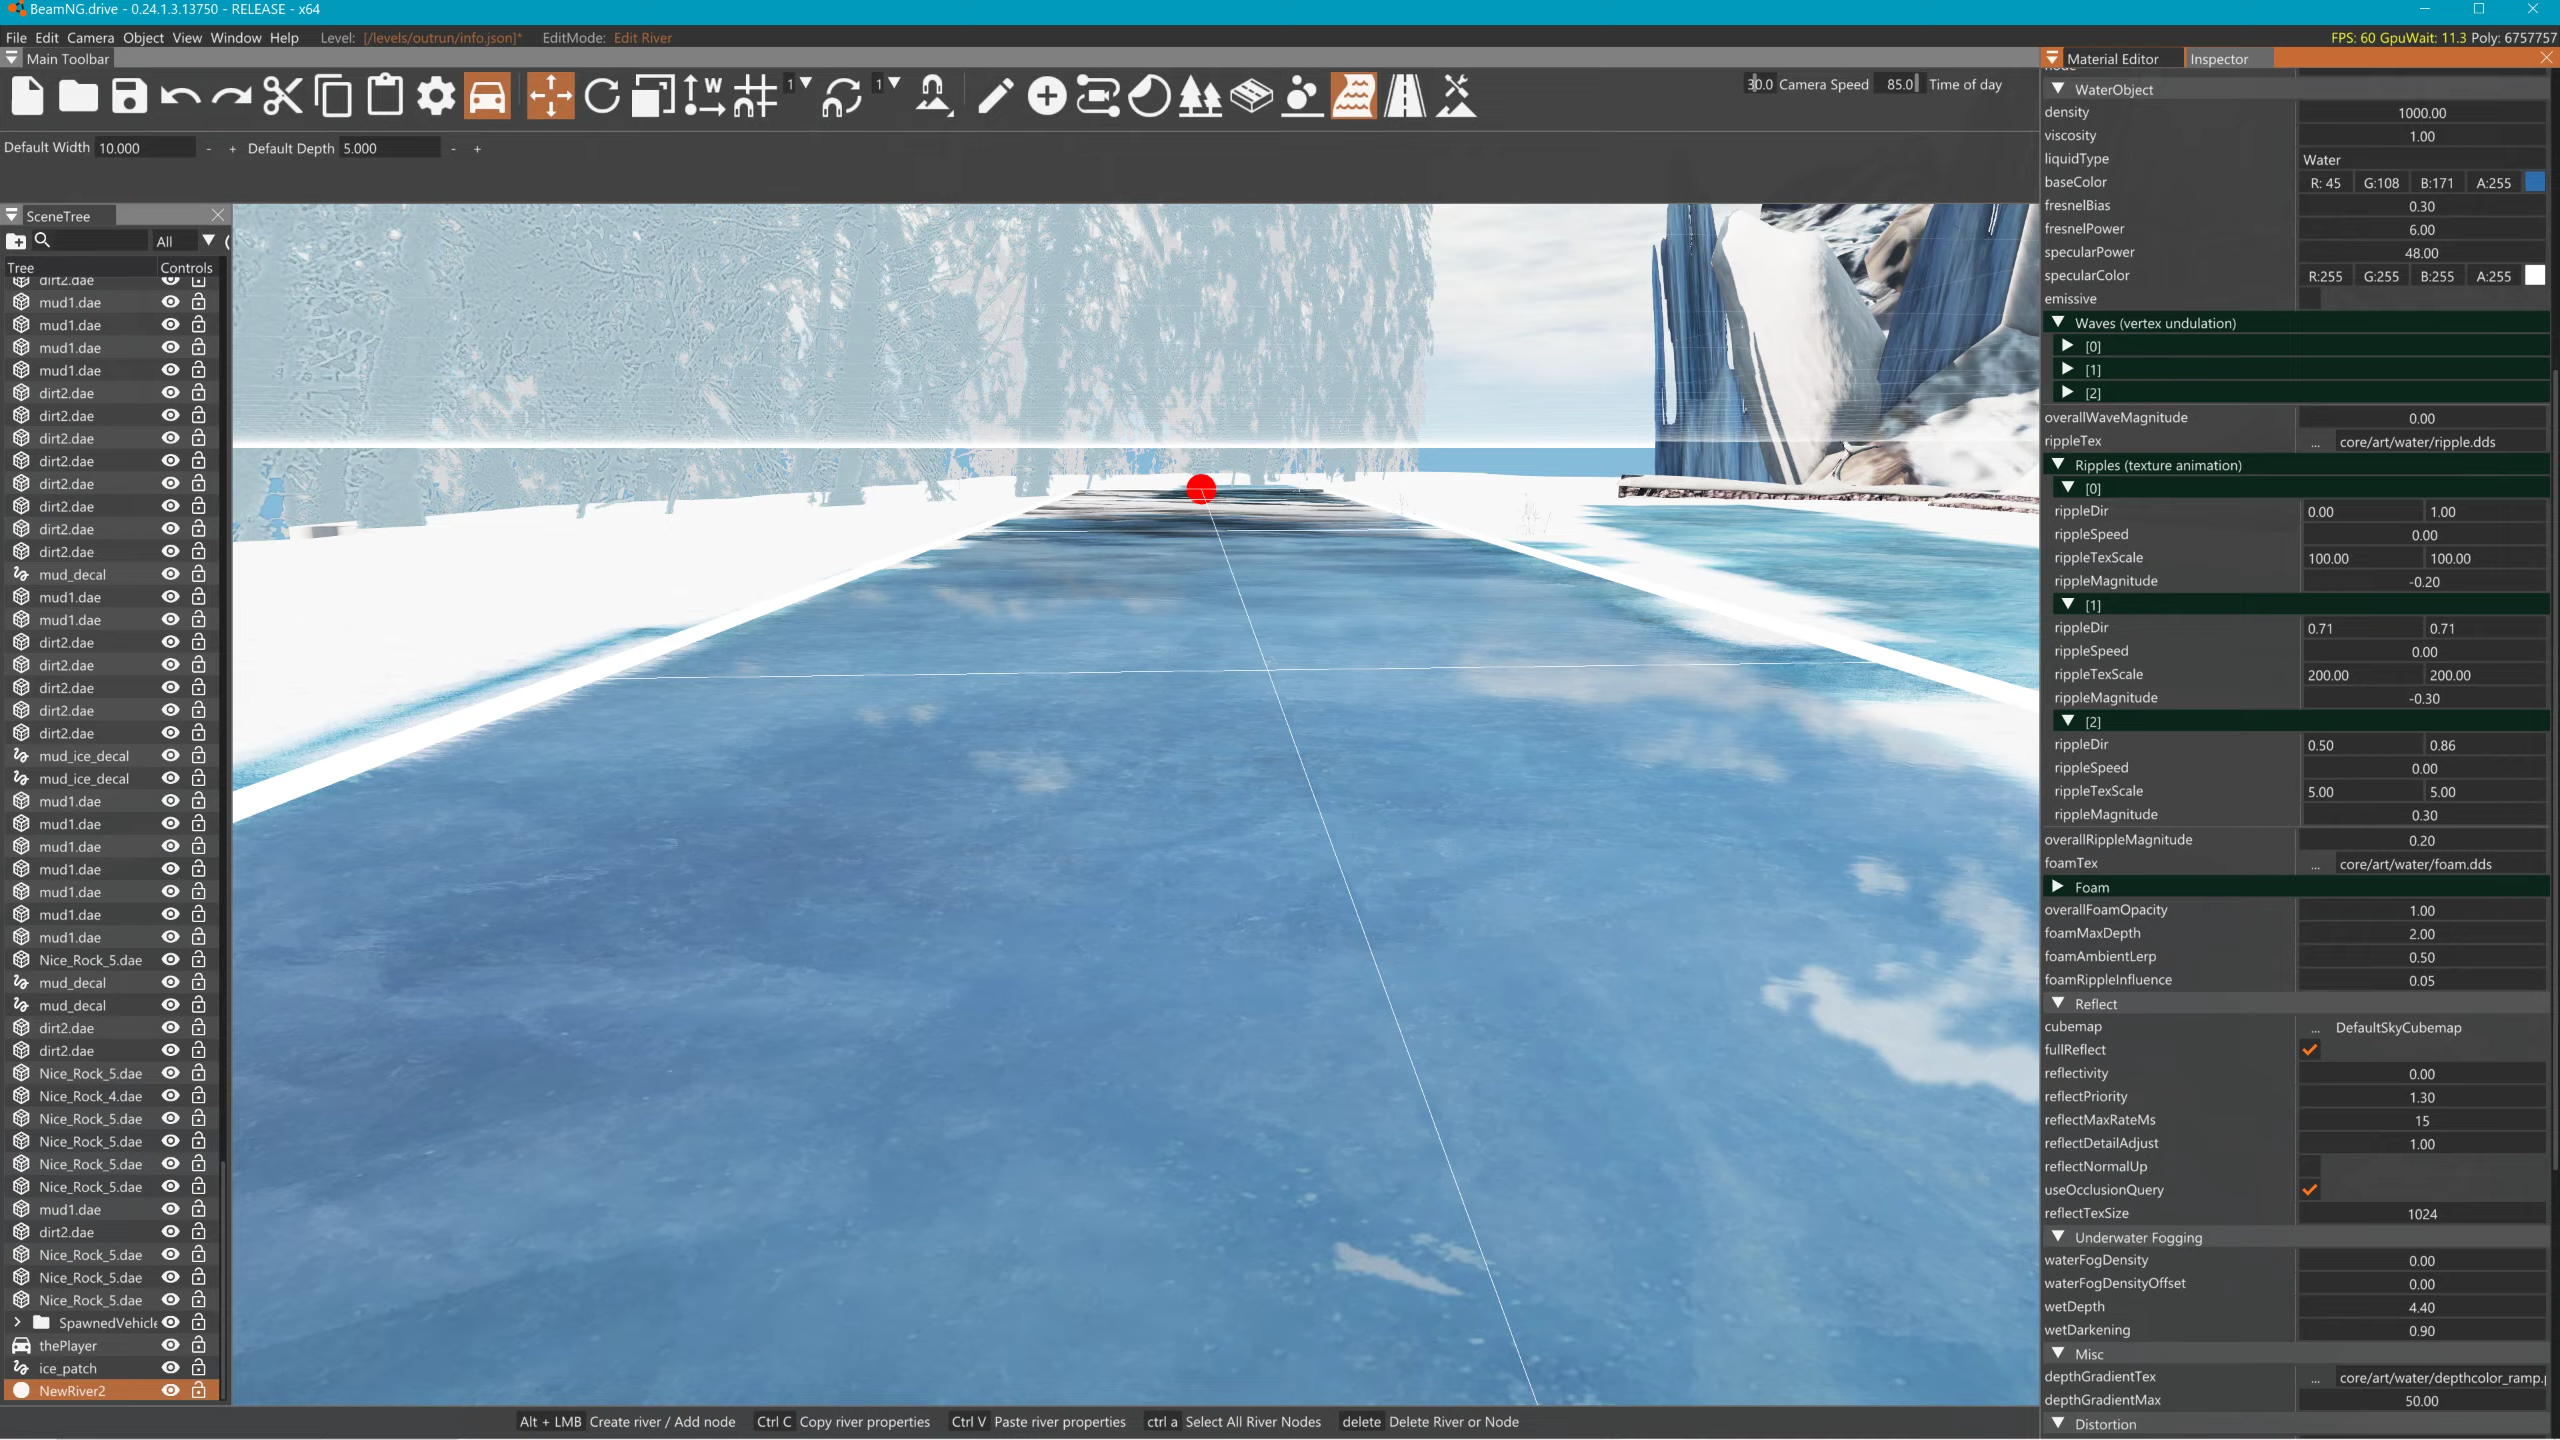 BeamNG.drive - 0.24.1.3.13750 - RELEASE - x64
File Edit Camera Object View Window Help Level: [/levels/outrun/info.json]* EditMode: Edit River
FPS: 60 GpuWait: 11.3 Poly: 6757757
Main Toolbar
1 1 W
30.0 Camera Speed 85.0 Time of day
Default Width 10.000 - + Default Depth 5.000 - +
SceneTree
All
Tree Controls
dirt2.dae
mud1.dae
mud1.dae
mud1.dae
mud1.dae
dirt2.dae
dirt2.dae
dirt2.dae
dirt2.dae
dirt2.dae
dirt2.dae
dirt2.dae
dirt2.dae
mud_decal
mud1.dae
mud1.dae
dirt2.dae
dirt2.dae
dirt2.dae
dirt2.dae
dirt2.dae
mud_ice_decal
mud_ice_decal
mud1.dae
mud1.dae
mud1.dae
mud1.dae
mud1.dae
mud1.dae
mud1.dae
Nice_Rock_5.dae
mud_decal
mud_decal
dirt2.dae
dirt2.dae
Nice_Rock_5.dae
Nice_Rock_4.dae
Nice_Rock_5.dae
Nice_Rock_5.dae
Nice_Rock_5.dae
Nice_Rock_5.dae
mud1.dae
dirt2.dae
Nice_Rock_5.dae
Nice_Rock_5.dae
Nice_Rock_5.dae
SpawnedVehicle
thePlayer
ice_patch
NewRiver2
Alt + LMB Create river / Add node Ctrl C Copy river properties Ctrl V Paste river properties ctrl a Select All River Nodes delete Delete River or Node
Material Editor Inspector
WaterObject
density 1000.00
viscosity 1.00
liquidType Water
baseColor R: 45 G:108 B:171 A:255
fresnelBias 0.30
fresnelPower 6.00
specularPower 48.00
specularColor R:255 G:255 B:255 A:255
emissive
Waves (vertex undulation)
[0]
[1]
[2]
overallWaveMagnitude 0.00
rippleTex ... core/art/water/ripple.dds
Ripples (texture animation)
[0]
rippleDir 0.00 1.00
rippleSpeed 0.00
rippleTexScale 100.00 100.00
rippleMagnitude -0.20
[1]
rippleDir 0.71 0.71
rippleSpeed 0.00
rippleTexScale 200.00 200.00
rippleMagnitude -0.30
[2]
rippleDir 0.50 0.86
rippleSpeed 0.00
rippleTexScale 5.00 5.00
rippleMagnitude 0.30
overallRippleMagnitude 0.20
foamTex ... core/art/water/foam.dds
Foam
overallFoamOpacity 1.00
foamMaxDepth 2.00
foamAmbientLerp 0.50
foamRippleInfluence 0.05
Reflect
cubemap ... DefaultSkyCubemap
fullReflect
reflectivity 0.00
reflectPriority 1.30
reflectMaxRateMs 15
reflectDetailAdjust 1.00
reflectNormalUp
useOcclusionQuery
reflectTexSize 1024
Underwater Fogging
waterFogDensity 0.00
waterFogDensityOffset 0.00
wetDepth 4.40
wetDarkening 0.90
Misc
depthGradientTex ... core/art/water/depthcolor_ramp.p
depthGradientMax 50.00
Distortion